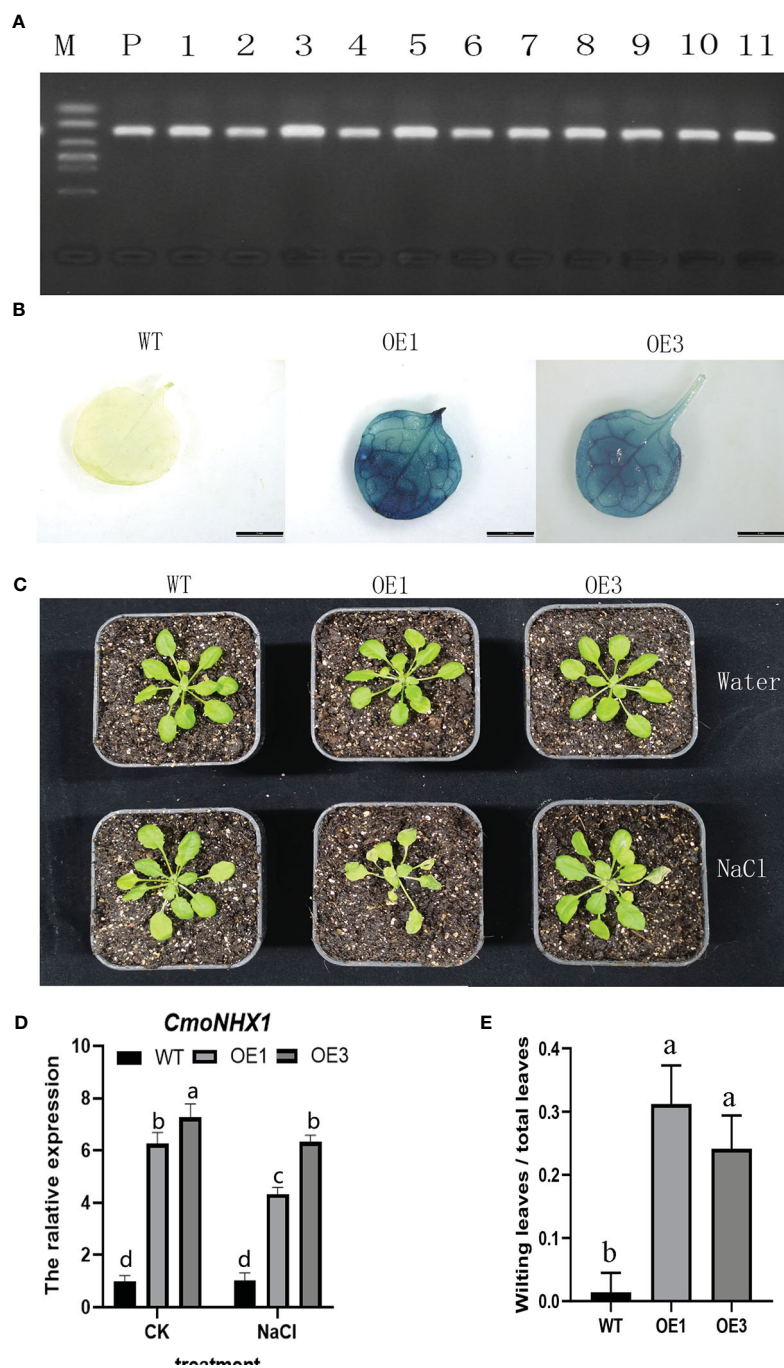 A
M P 1 2 3 4 5 6 7 8 9 10 11
B
WT OE1 OE3
C
WT OE1 OE3
Water
NaCl
D
CmoNHX1
WT OE1 OE3
The ralative expression
10
8
6
4
2
0
d b a d c b
CK NaCl
treatment
E
Wilting leaves / total leaves
0.4
0.3
0.2
0.1
0.0
b a a
WT OE1 OE3